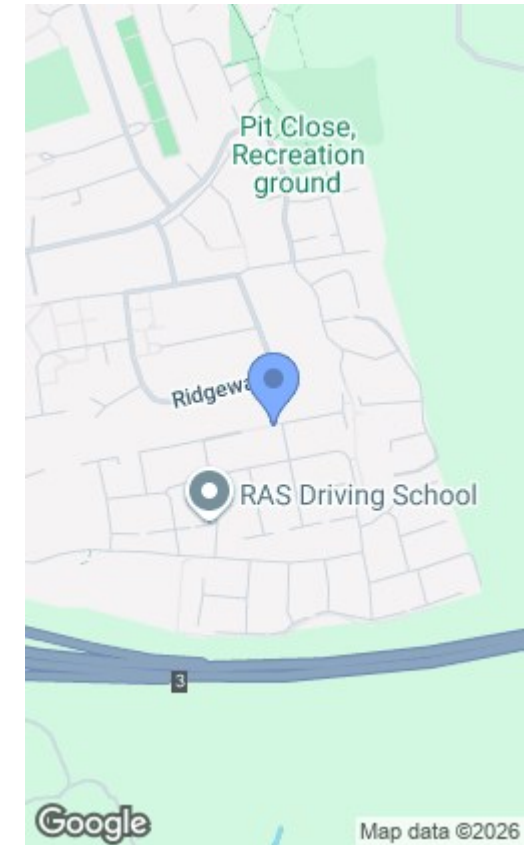 Pit Close,
Recreation
ground
Ridgewa
RAS Driving School
3
Google
Map data ©2026